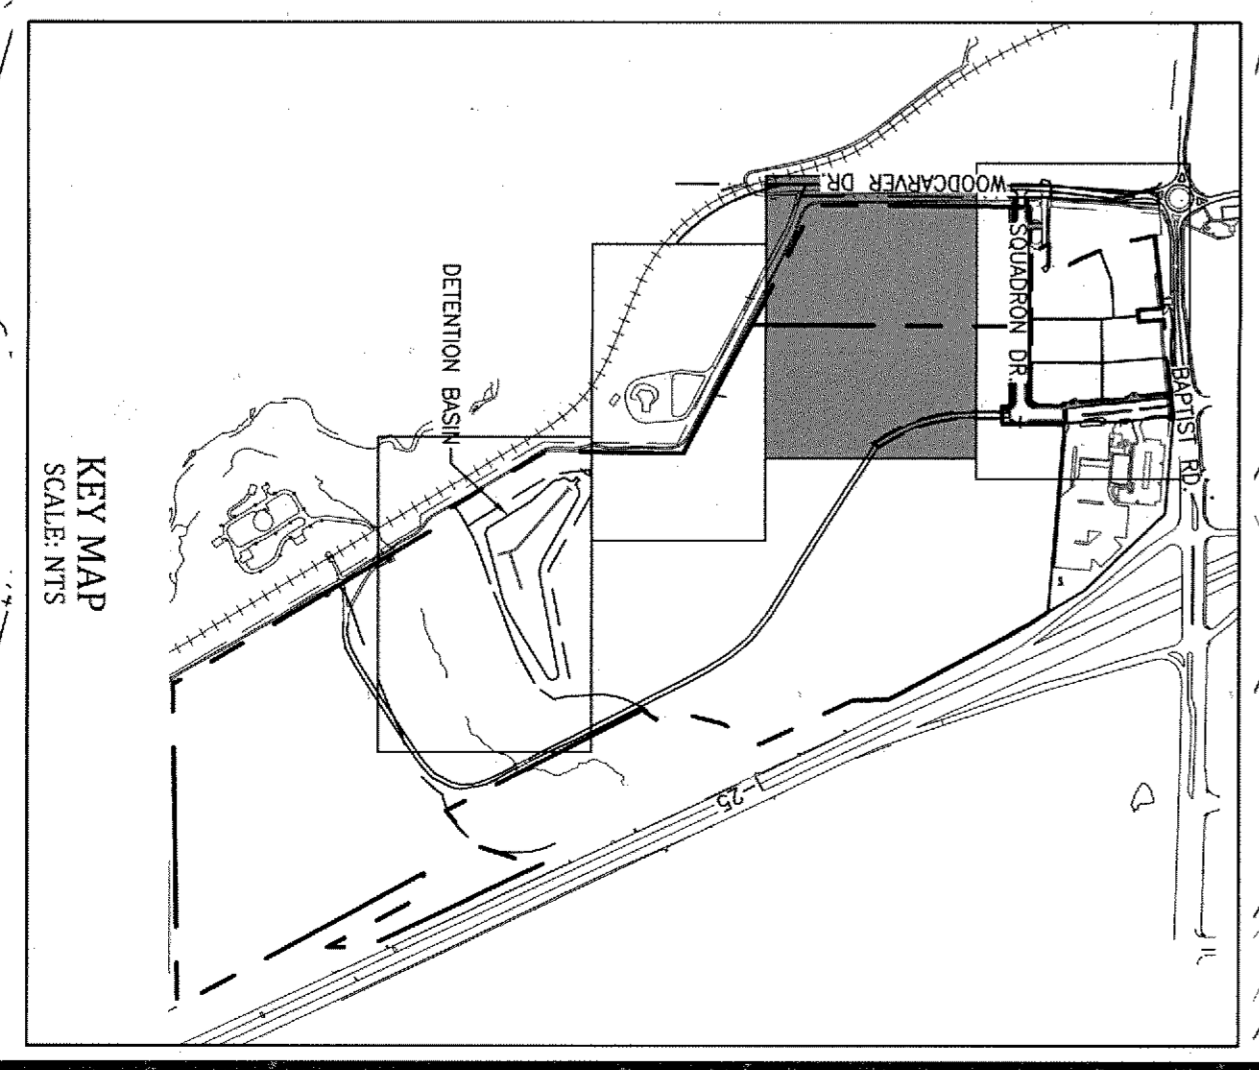 WOODCARVER DR.
SQUADRON DR.
BAPTIST RD.
DETENTION BASIN
I-25
KEY MAP
SCALE: NTS